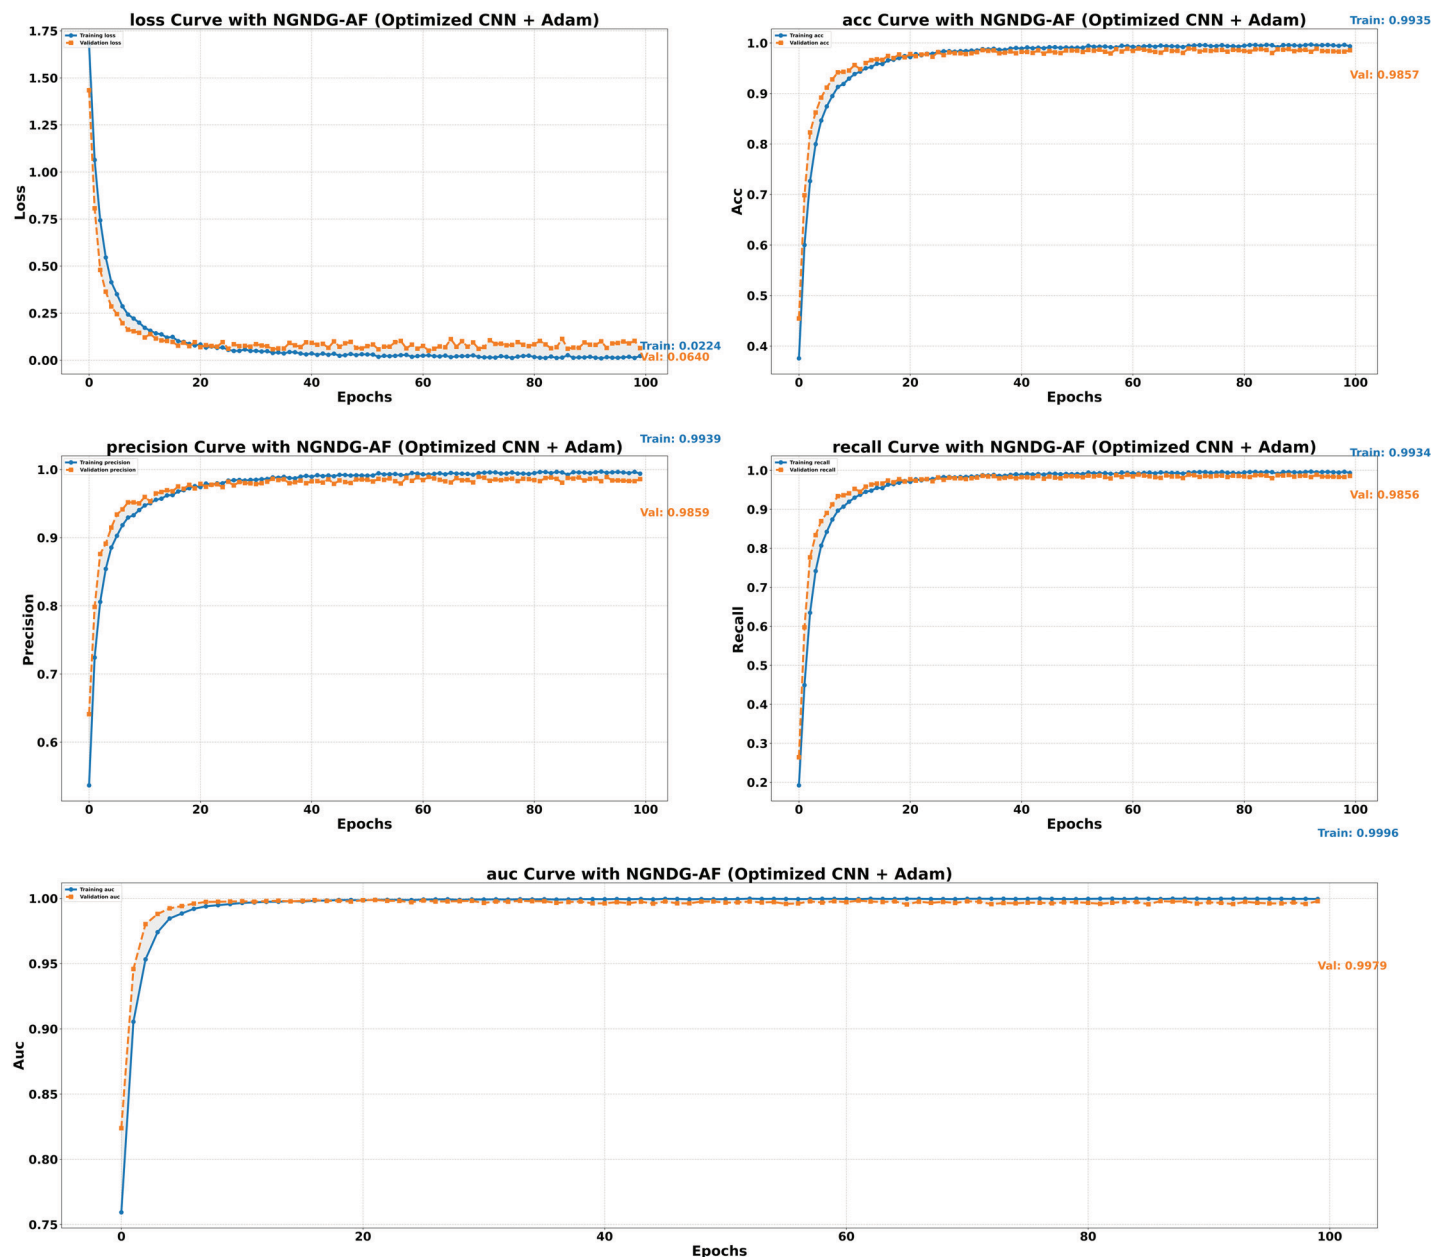 loss Curve with NGNDG-AF (Optimized CNN + Adam)
Training loss
Validation loss
1.75
1.50
1.25
1.00
0.75
0.50
0.25
0.00
Loss
0 20 40 60 80 100
Epochs
Train: 0.0224
Val: 0.0640
acc Curve with NGNDG-AF (Optimized CNN + Adam)
Train: 0.9935
Training acc
Validation acc
Val: 0.9857
1.0
0.9
0.8
0.7
0.6
0.5
0.4
Acc
0 20 40 60 80 100
Epochs
precision Curve with NGNDG-AF (Optimized CNN + Adam)
Train: 0.9939
Training precision
Validation precision
Val: 0.9859
1.0
0.9
0.8
0.7
0.6
Precision
0 20 40 60 80 100
Epochs
recall Curve with NGNDG-AF (Optimized CNN + Adam)
Train: 0.9934
Training recall
Validation recall
Val: 0.9856
1.0
0.9
0.8
0.7
0.6
0.5
0.4
0.3
0.2
Recall
0 20 40 60 80 100
Epochs
Train: 0.9996
auc Curve with NGNDG-AF (Optimized CNN + Adam)
Training auc
Validation auc
Val: 0.9979
1.00
0.95
0.90
0.85
0.80
0.75
Auc
0 20 40 60 80 100
Epochs